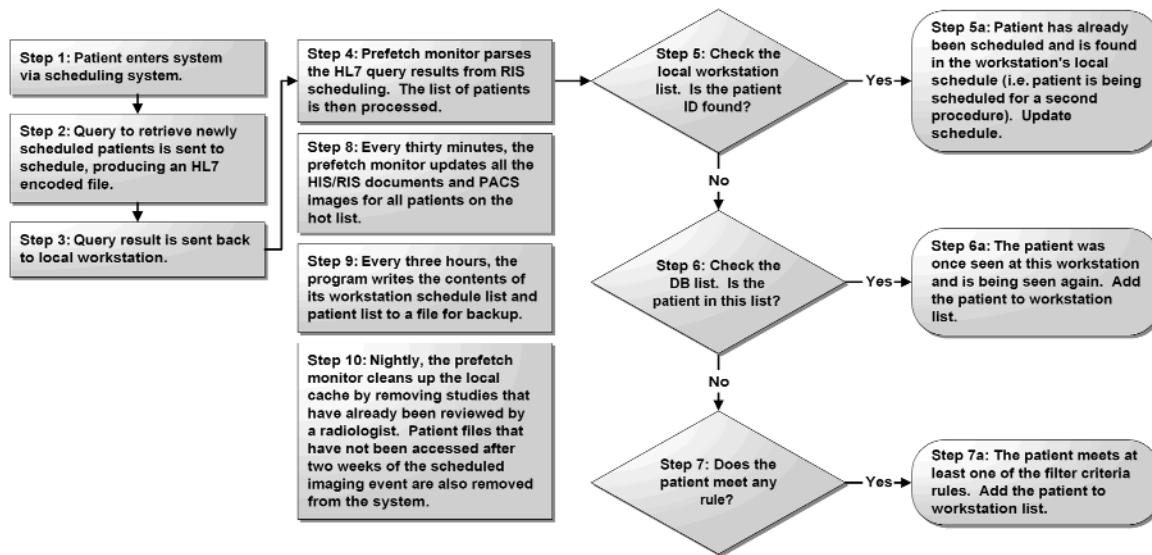 Step 1: Patient enters system
via scheduling system.
Step 2: Query to retrieve newly
scheduled patients is sent to
schedule, producing an HL7
encoded file.
Step 3: Query result is sent back
to local workstation.
Step 4: Prefetch monitor parses
the HL7 query results from RIS
scheduling. The list of patients
is then processed.
Step 8: Every thirty minutes, the
prefetch monitor updates all the
HIS/RIS documents and PACS
images for all patients on the
hot list.
Step 9: Every three hours, the
program writes the contents of
its workstation schedule list and
patient list to a file for backup.
Step 10: Nightly, the prefetch
monitor cleans up the local
cache by removing studies that
have already been reviewed by
a radiologist. Patient files that
have not been accessed after
two weeks of the scheduled
imaging event are also removed
from the system.
Step 5: Check the
local workstation
list. Is the patient
ID found?
Yes
Step 5a: Patient has already
been scheduled and is found
in the workstation's local
schedule (i.e. patient is being
scheduled for a second
procedure). Update
schedule.
No
Step 6: Check the
DB list. Is the
patient in this list?
Yes
Step 6a: The patient was
once seen at this workstation
and is being seen again. Add
the patient to workstation
list.
No
Step 7: Does the
patient meet any
rule?
Yes
Step 7a: The patient meets at
least one of the filter criteria
rules. Add the patient to
workstation list.